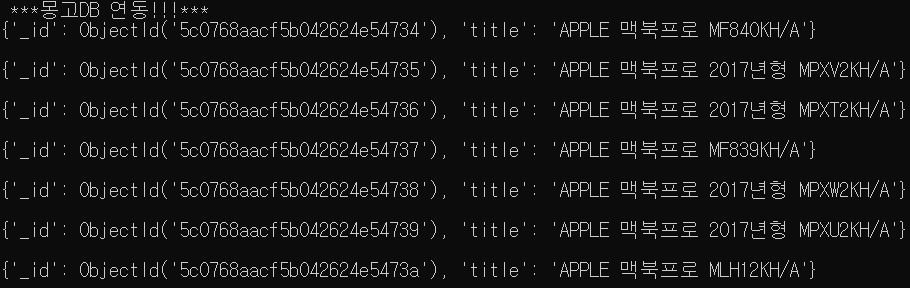 ***몽고DB 연동!!!***
{'_id': ObjectId('5c0768aacf5b042624e54734'), 'title': 'APPLE 맥북프로 MF840KH/A'}
{'_id': ObjectId('5c0768aacf5b042624e54735'), 'title': 'APPLE 맥북프로 2017년형 MPXV2KH/A'}
{'_id': ObjectId('5c0768aacf5b042624e54736'), 'title': 'APPLE 맥북프로 2017년형 MPXT2KH/A'}
{'_id': ObjectId('5c0768aacf5b042624e54737'), 'title': 'APPLE 맥북프로 MF839KH/A'}
{'_id': ObjectId('5c0768aacf5b042624e54738'), 'title': 'APPLE 맥북프로 2017년형 MPXW2KH/A'}
{'_id': ObjectId('5c0768aacf5b042624e54739'), 'title': 'APPLE 맥북프로 2017년형 MPXU2KH/A'}
{'_id': ObjectId('5c0768aacf5b042624e5473a'), 'title': 'APPLE 맥북프로 MLH12KH/A'}